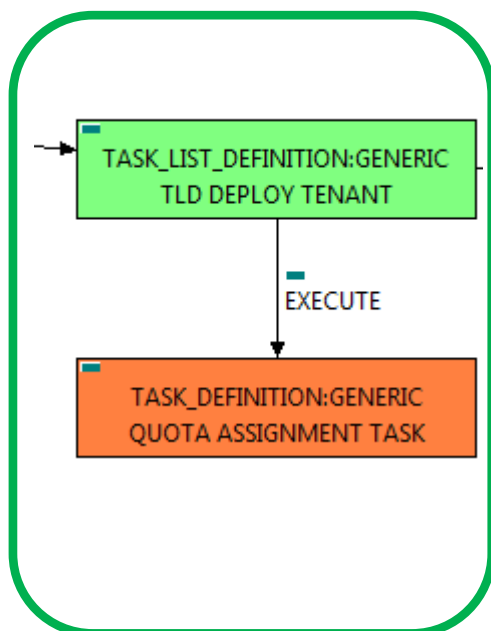 TASK_LIST_DEFINITION:GENERIC
TLD DEPLOY TENANT
EXECUTE
TASK_DEFINITION:GENERIC
QUOTA ASSIGNMENT TASK